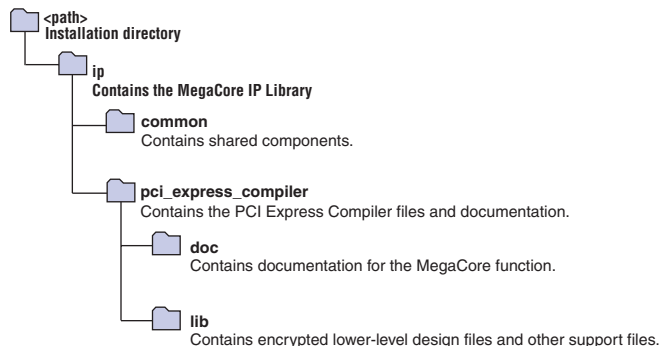 <path>
Installation directory
ip
Contains the MegaCore IP Library
common
Contains shared components.
pci_express_compiler
Contains the PCI Express Compiler files and documentation.
doc
Contains documentation for the MegaCore function.
lib
Contains encrypted lower-level design files and other support files.